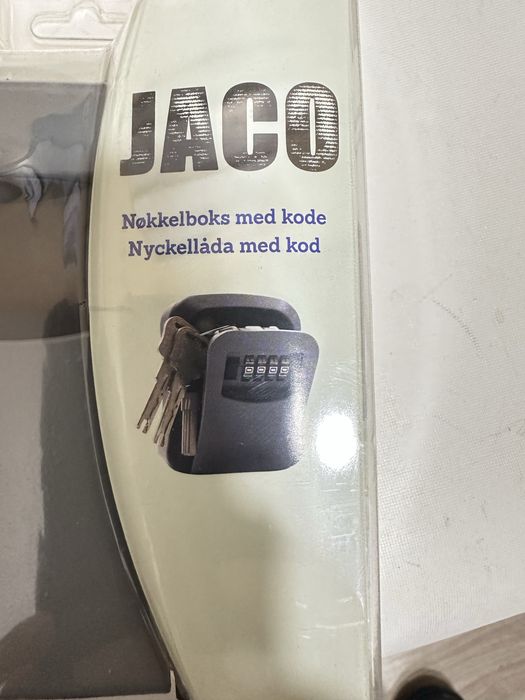 JACO
Nøkkelboks med kode
Nyckellåda med kod